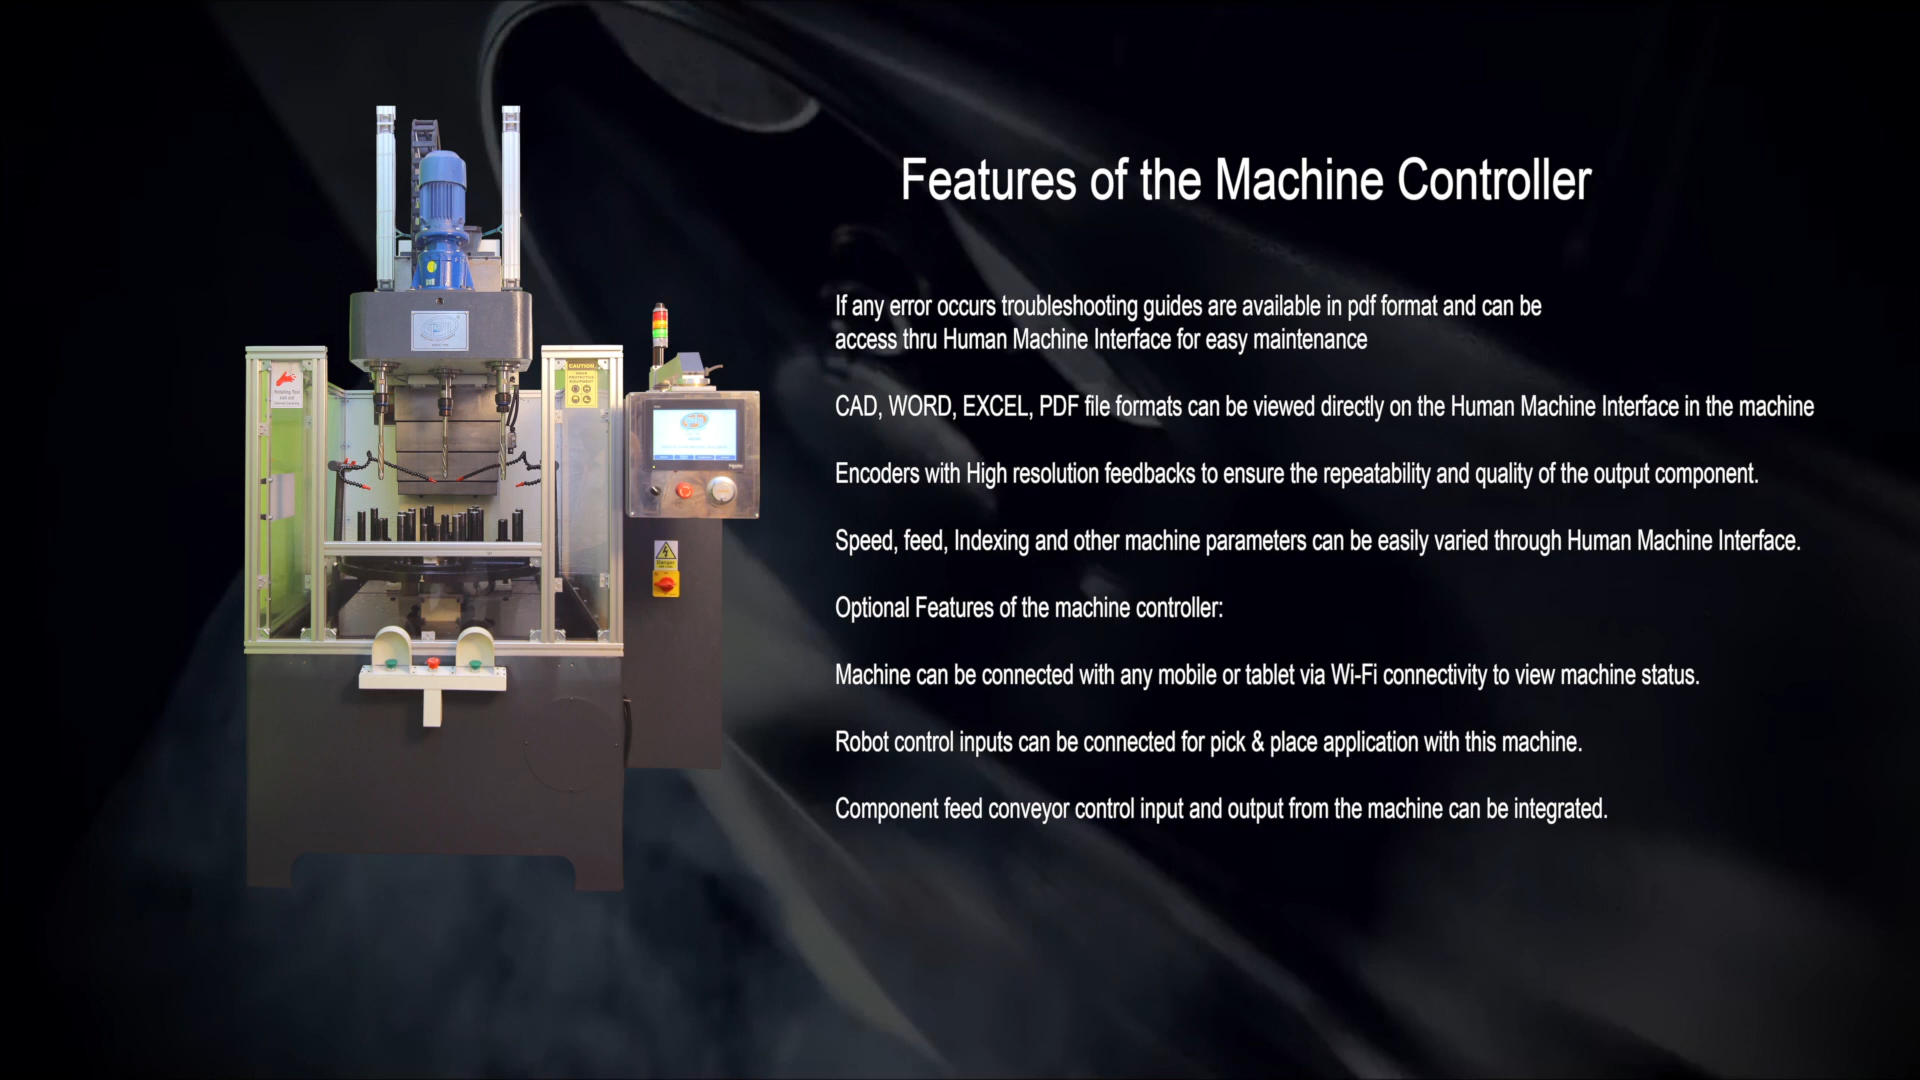 Features of the Machine Controller
If any error occurs troubleshooting guides are available in pdf format and can be
access thru Human Machine Interface for easy maintenance
CAD, WORD, EXCEL, PDF file formats can be viewed directly on the Human Machine Interface in the machine
Encoders with High resolution feedbacks to ensure the repeatability and quality of the output component.
Speed, feed, Indexing and other machine parameters can be easily varied through Human Machine Interface.
Optional Features of the machine controller:
Machine can be connected with any mobile or tablet via Wi-Fi connectivity to view machine status.
Robot control inputs can be connected for pick & place application with this machine.
Component feed conveyor control input and output from the machine can be integrated.
CAUTION
Danger